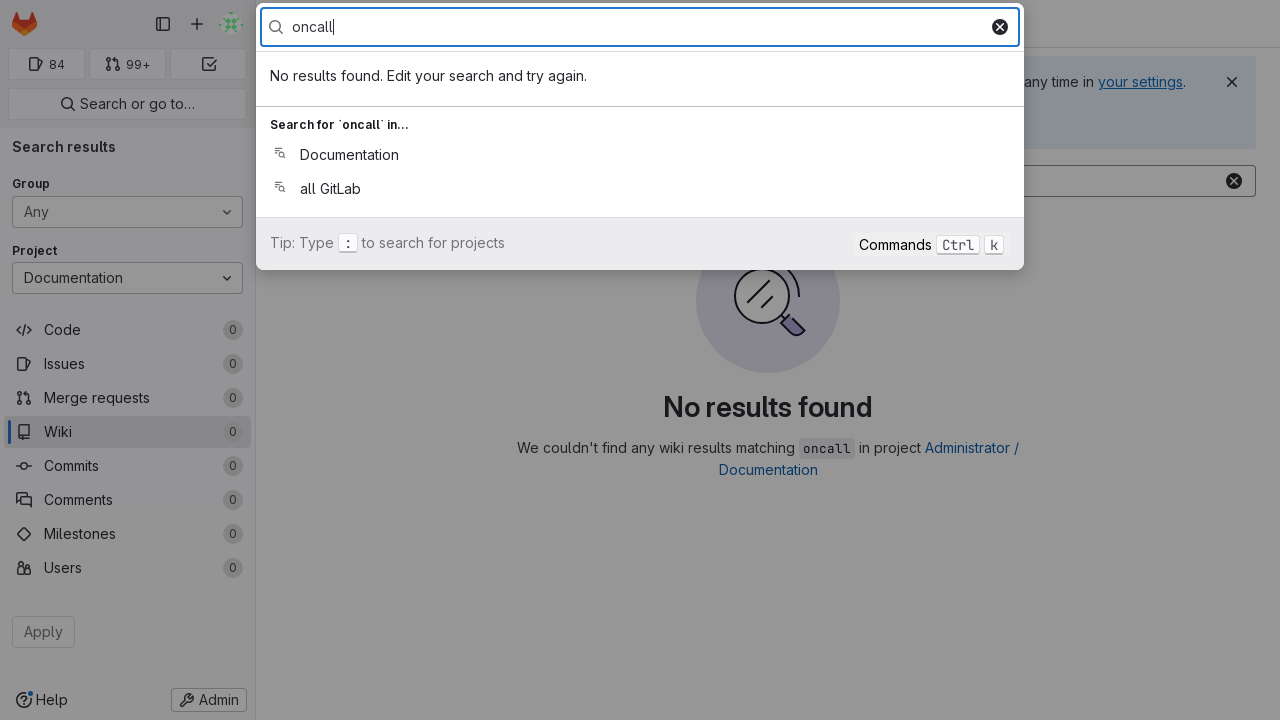 oncall
No results found. Edit your search and try again.
Search for `oncall` in...
Documentation
all GitLab
Tip: Type : to search for projects
Commands Ctrl k
84
99+
Search or go to…
Search results
Group
Any
Project
Documentation
Code 0
Issues 0
Merge requests 0
Wiki 0
Commits 0
Comments 0
Milestones 0
Users 0
Apply
Help
Admin
any time in your settings.
No results found
We couldn't find any wiki results matching oncall in project Administrator /
Documentation